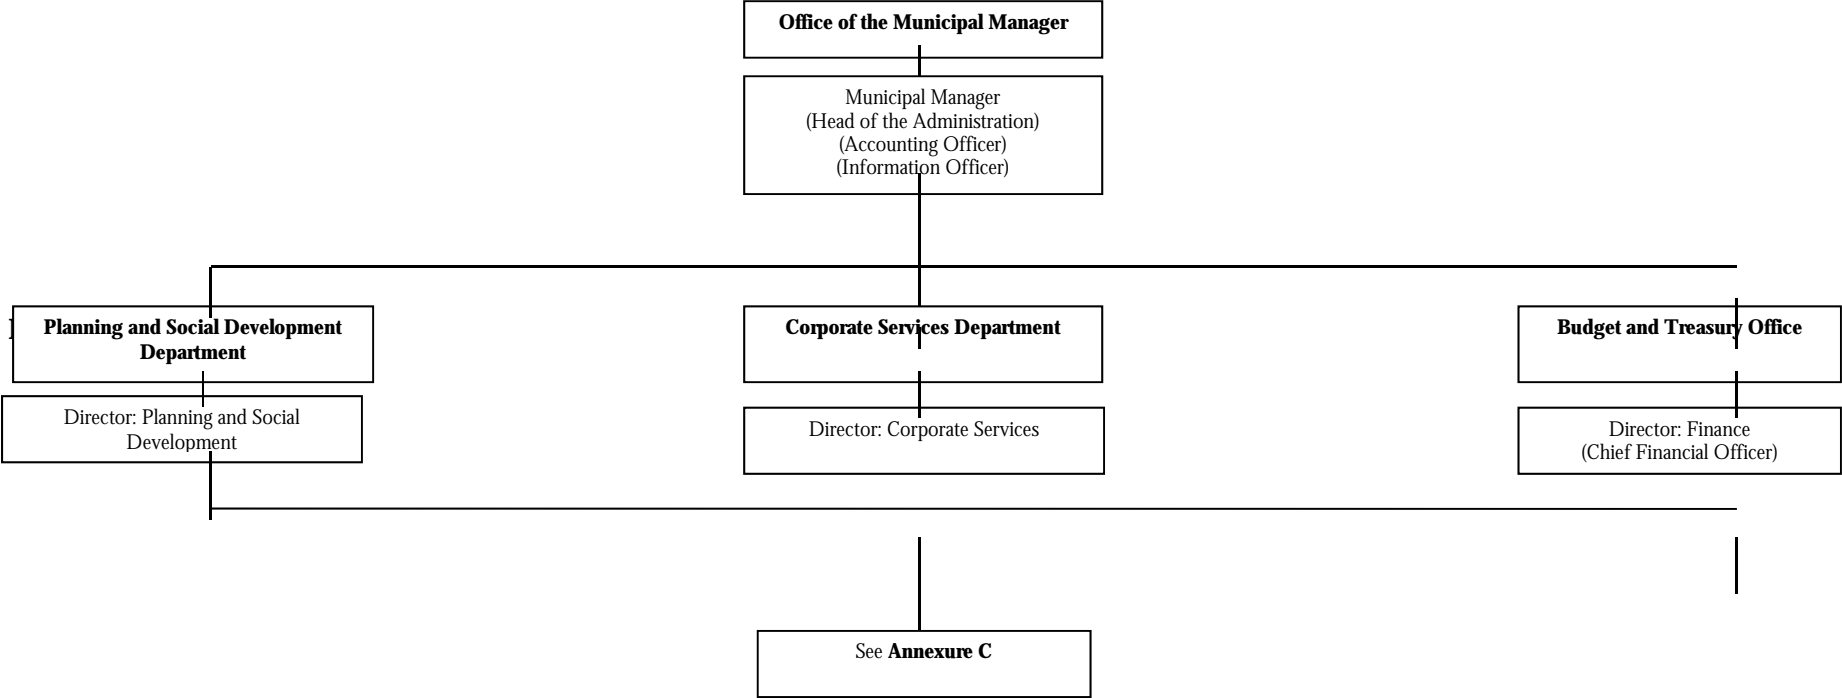 Office of the Municipal Manager
Municipal Manager
(Head of the Administration)
(Accounting Officer)
(Information Officer)
Planning and Social Development
Department
Corporate Services Department
Budget and Treasury Office
Director: Planning and Social
Development
Director: Corporate Services
Director: Finance
(Chief Financial Officer)
See Annexure C